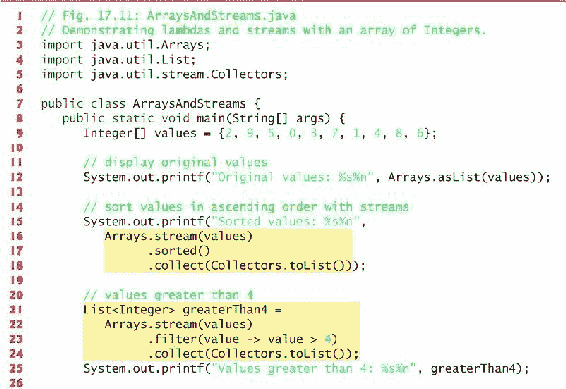 1 // Fig. 17.11: ArraysAndStreams.java
2 // Demonstrating lambdas and streams with an array of Integers.
3 import java.util.Arrays;
4 import java.util.List;
5 import java.util.stream.Collectors;
6
7 public class ArraysAndStreams {
8 public static void main(String[] args) {
9 Integer[] values = {2, 9, 5, 0, 3, 7, 1, 4, 8, 6};
10
11 // display original values
12 System.out.printf("Original values: %s%n", Arrays.asList(values));
13
14 // sort values in ascending order with streams
15 System.out.printf("Sorted values: %s%n",
16 Arrays.stream(values)
17 .sorted()
18 .collect(Collectors.toList()));
19
20 // values greater than 4
21 List<Integer> greaterThan4 =
22 Arrays.stream(values)
23 .filter(value -> value > 4)
24 .collect(Collectors.toList());
25 System.out.printf("Values greater than 4: %s%n", greaterThan4);
26